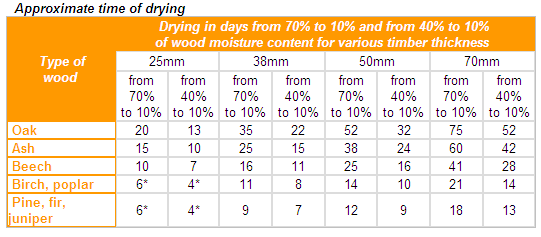 Approximate time of drying
Type of wood
Drying in days from 70% to 10% and from 40% to 10%
of wood moisture content for various timber thickness
25mm 38mm 50mm 70mm
from 70% to 10% from 40% to 10% from 70% to 10% from 40% to 10% from 70% to 10% from 40% to 10% from 70% to 10% from 40% to 10%
Oak 20 13 35 22 52 32 75 52
Ash 15 10 25 15 38 24 60 42
Beech 10 7 16 11 25 16 41 28
Birch, poplar 6* 4* 11 8 14 10 21 14
Pine, fir, juniper 6* 4* 9 7 12 9 18 13